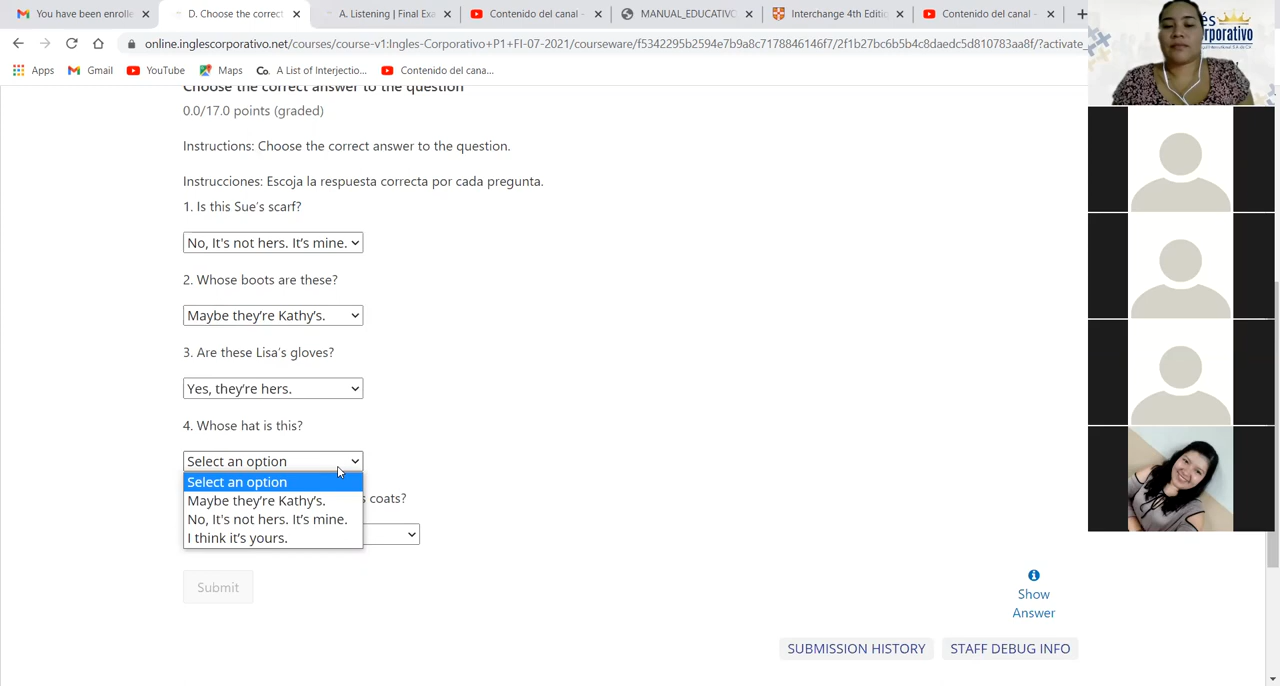 You have been enrolle
D. Choose the correct
A. Listening | Final Exa
Contenido del canal -
MANUAL_EDUCATIVO
Interchange 4th Editio
Contenido del canal -
online.inglescorporativo.net/courses/course-v1:Ingles-Corporativo+P1+FI-07-2021/courseware/f5342295b2594e7b9a8c7178846146f7/2f1b27bc6b5b4c8daedc5d810783aa8f/?activate_
Apps
Gmail
YouTube
Maps
Co. A List of Interjectio...
Contenido del cana...
Choose the correct answer to the question
0.0/17.0 points (graded)
Instructions: Choose the correct answer to the question.
Instrucciones: Escoja la respuesta correcta por cada pregunta.
1. Is this Sue's scarf?
No, It's not hers. It's mine.
2. Whose boots are these?
Maybe they're Kathy's.
3. Are these Lisa's gloves?
Yes, they're hers.
4. Whose hat is this?
Select an option
Select an option
Maybe they're Kathy's.
s coats?
No, It's not hers. It's mine.
I think it's yours.
Submit
Show
Answer
SUBMISSION HISTORY
STAFF DEBUG INFO